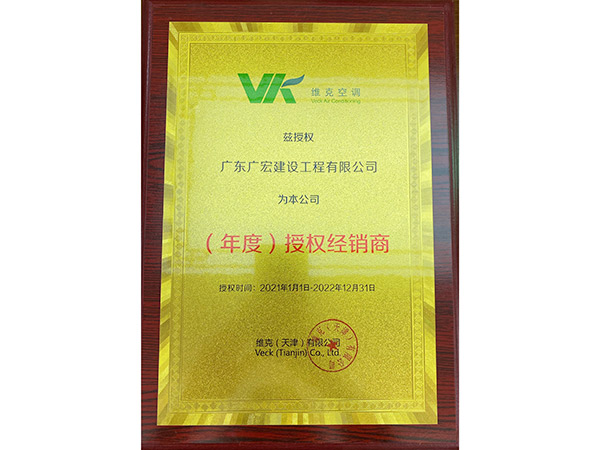 VK 维克空调
Veck Air Conditioning
兹授权
广东广宏建设工程有限公司
为本公司
（年度）授权经销商
授权时间：2021年1月1日-2022年12月31日
维克（天津）有限公司
Veck (Tianjin) Co., Ltd.